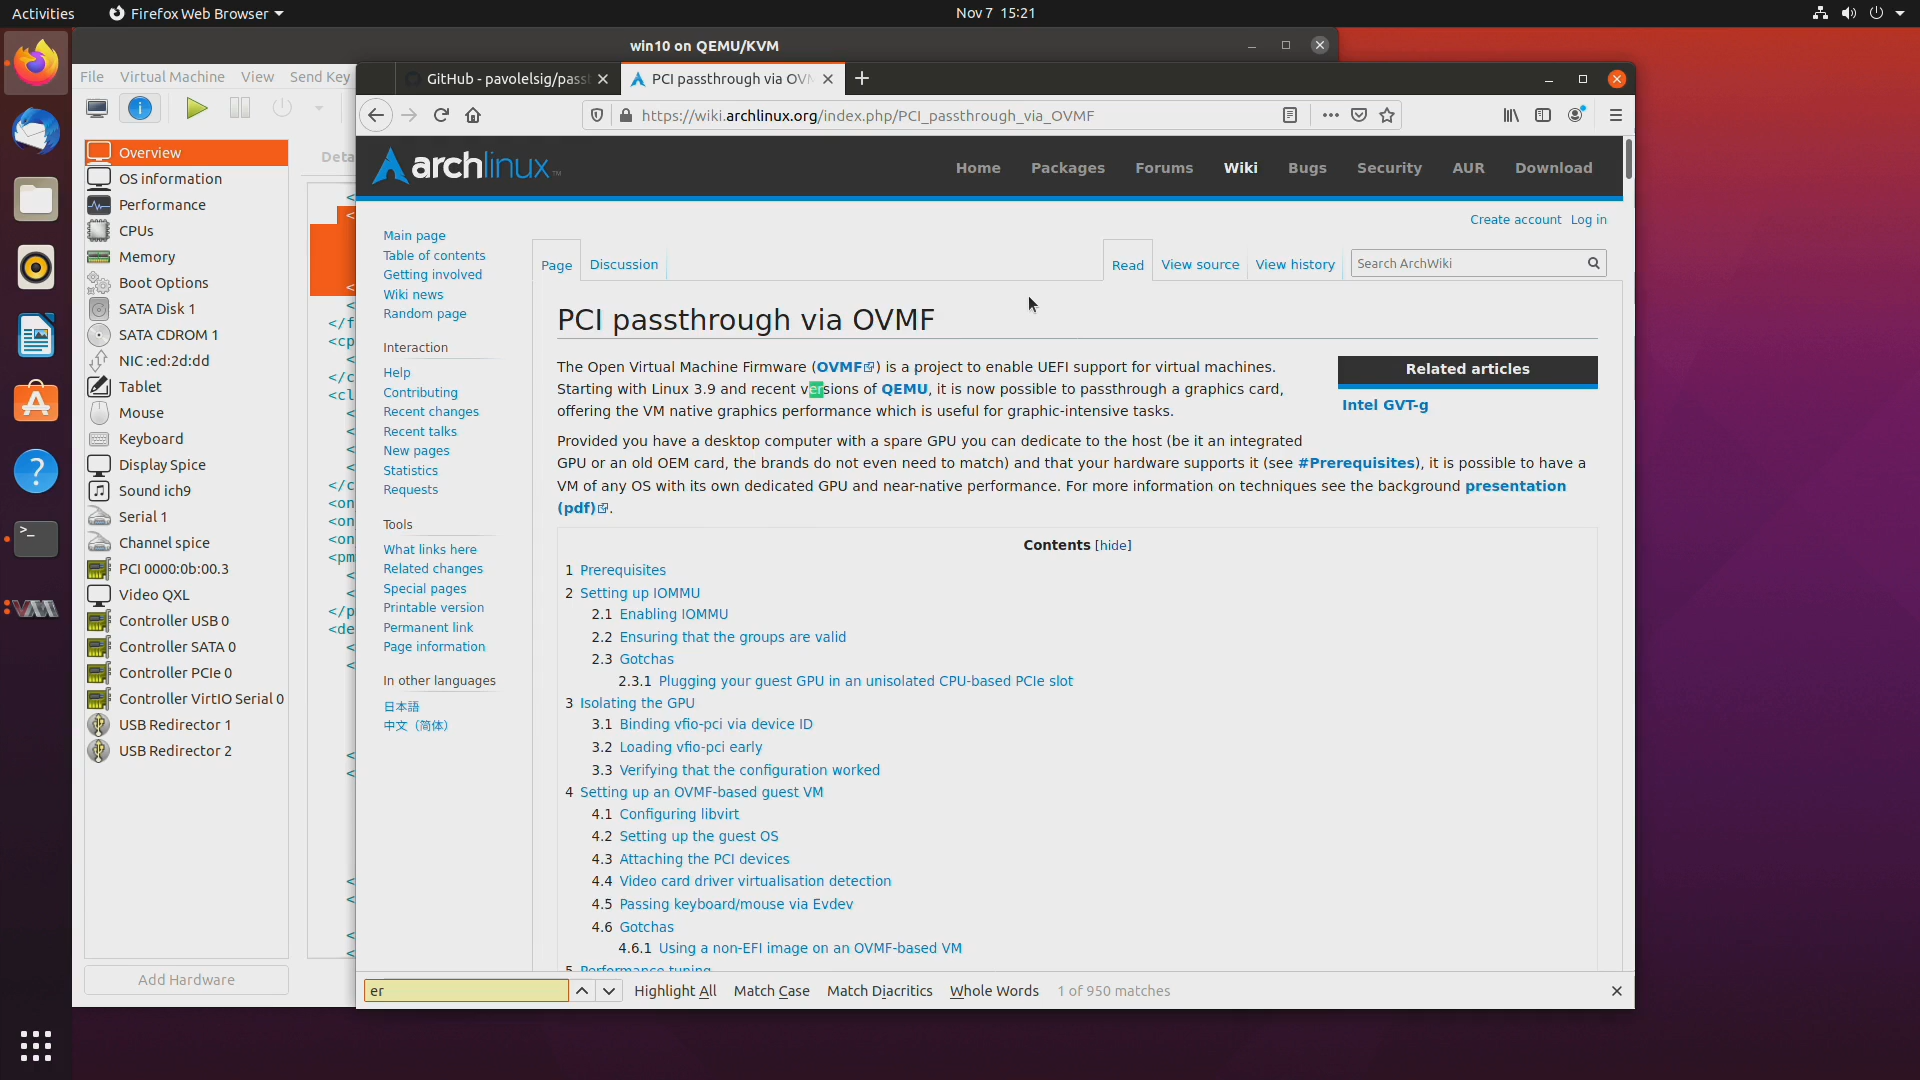 Activities
Firefox Web Browser
Nov 7 15:21
win10 on QEMU/KVM
File Virtual Machine View Send Key
Overview
OS information
Performance
CPUs
Memory
Boot Options
SATA Disk 1
SATA CDROM 1
NIC :ed:2d:dd
Tablet
Mouse
Keyboard
Display Spice
Sound ich9
Serial 1
Channel spice
PCI 0000:0b:00.3
Video QXL
Controller USB 0
Controller SATA 0
Controller PCIe 0
Controller VirtIO Serial 0
USB Redirector 1
USB Redirector 2
Add Hardware
Deta
<
<
<
<
</f
<cp
<
</c
<cl
<
<
<
<
</c
<on
<on
<on
<pm
<
<
</p
<de
<
<
<
<
<
<
<
<
GitHub - pavolelsig/pass
PCI passthrough via OVM
https://wiki.archlinux.org/index.php/PCI_passthrough_via_OVMF
archlinux™
Home Packages Forums Wiki Bugs Security AUR Download
Create account Log in
Main page
Table of contents
Getting involved
Wiki news
Random page
Interaction
Help
Contributing
Recent changes
Recent talks
New pages
Statistics
Requests
Tools
What links here
Related changes
Special pages
Printable version
Permanent link
Page information
In other languages
日本語
中文（简体）
Page Discussion
Read View source View history
Search ArchWiki
PCI passthrough via OVMF
The Open Virtual Machine Firmware (OVMF) is a project to enable UEFI support for virtual machines.
Starting with Linux 3.9 and recent versions of QEMU, it is now possible to passthrough a graphics card,
offering the VM native graphics performance which is useful for graphic-intensive tasks.
Related articles
Intel GVT-g
Provided you have a desktop computer with a spare GPU you can dedicate to the host (be it an integrated
GPU or an old OEM card, the brands do not even need to match) and that your hardware supports it (see #Prerequisites), it is possible to have a
VM of any OS with its own dedicated GPU and near-native performance. For more information on techniques see the background presentation
(pdf).
Contents [hide]
1 Prerequisites
2 Setting up IOMMU
2.1 Enabling IOMMU
2.2 Ensuring that the groups are valid
2.3 Gotchas
2.3.1 Plugging your guest GPU in an unisolated CPU-based PCIe slot
3 Isolating the GPU
3.1 Binding vfio-pci via device ID
3.2 Loading vfio-pci early
3.3 Verifying that the configuration worked
4 Setting up an OVMF-based guest VM
4.1 Configuring libvirt
4.2 Setting up the guest OS
4.3 Attaching the PCI devices
4.4 Video card driver virtualisation detection
4.5 Passing keyboard/mouse via Evdev
4.6 Gotchas
4.6.1 Using a non-EFI image on an OVMF-based VM
5 Performance tuning
er
Highlight All Match Case Match Diacritics Whole Words 1 of 950 matches